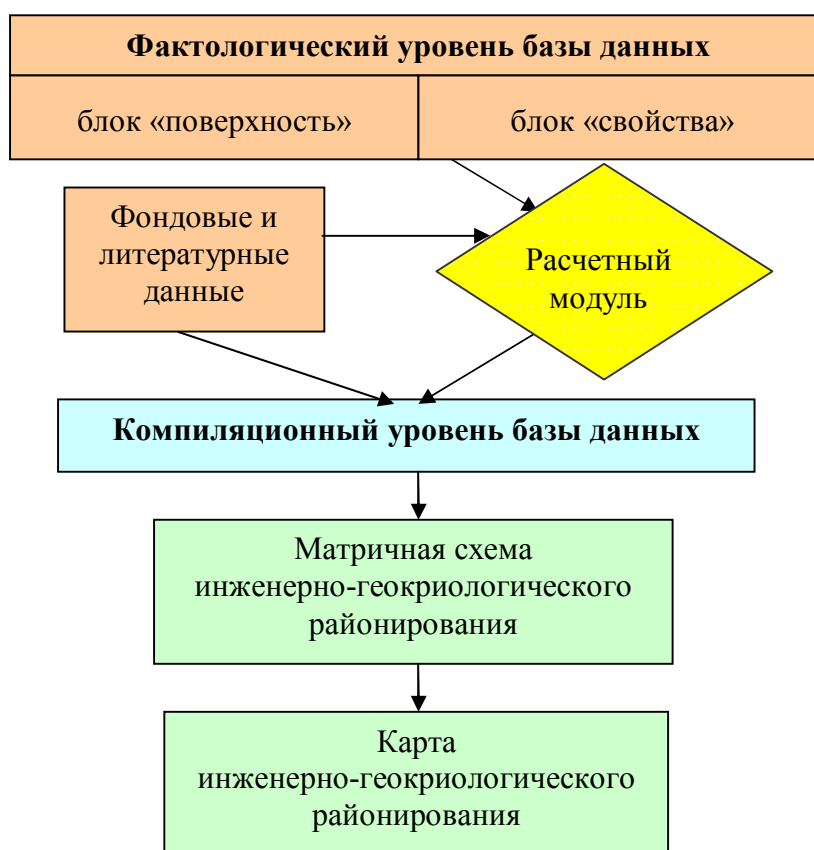 Фактологический уровень базы данных
блок «поверхность»
блок «свойства»
Фондовые и
литературные
данные
Расчетный
модуль
Компиляционный уровень базы данных
Матричная схема
инженерно-геокриологического
районирования
Карта
инженерно-геокриологического
районирования